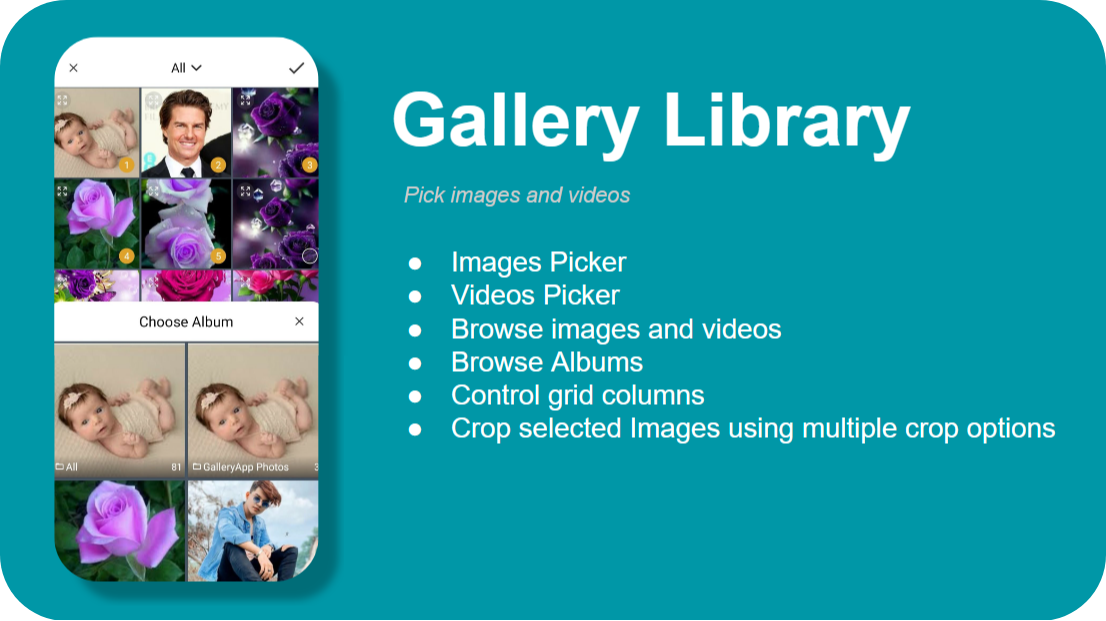 All
1
2
3
4
5
Choose Album
All 81
GalleryApp Photos 3
Gallery Library
Pick images and videos
● Images Picker
● Videos Picker
● Browse images and videos
● Browse Albums
● Control grid columns
● Crop selected Images using multiple crop options